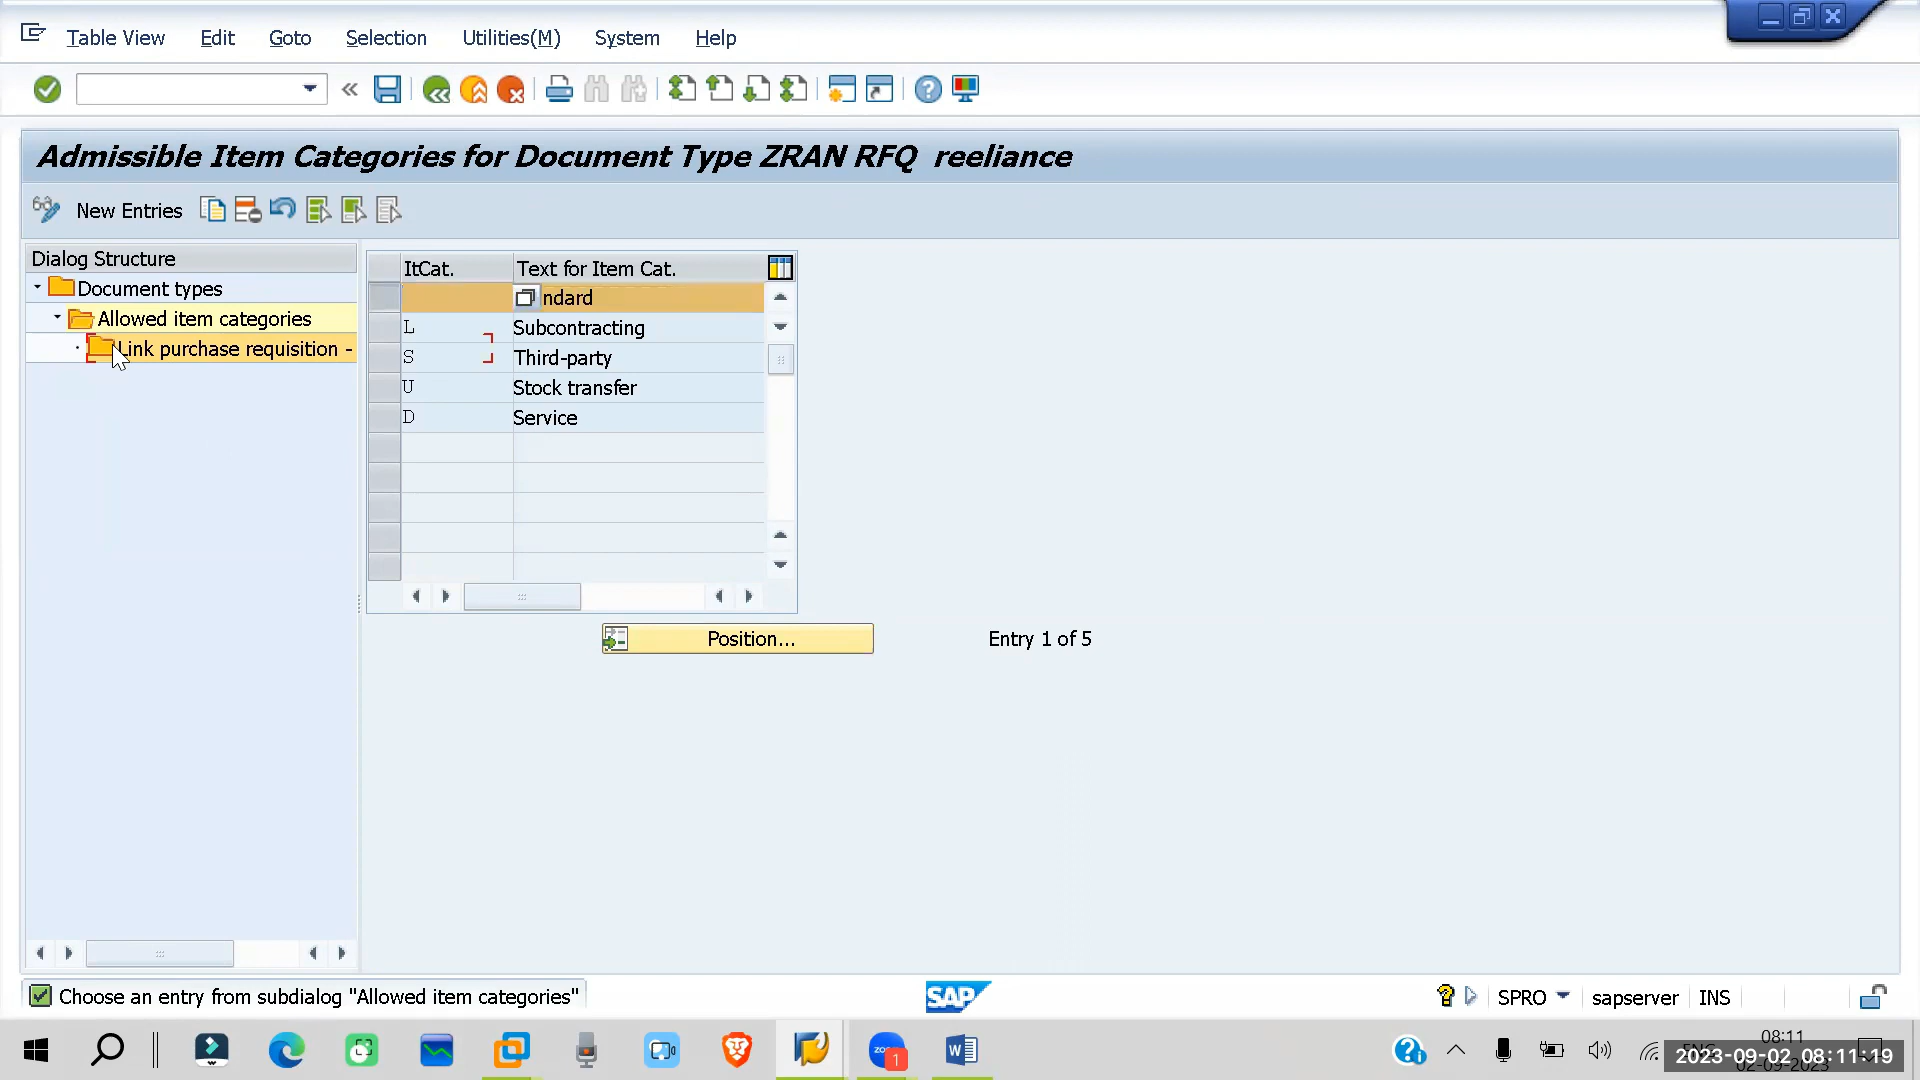 Table View Edit Goto Selection Utilities(M) System Help
Admissible Item Categories for Document Type ZRAN RFQ reeliance
New Entries
Dialog Structure
Document types
Allowed item categories
Link purchase requisition -
ItCat. Text for Item Cat.
ndard
L Subcontracting
S Third-party
U Stock transfer
D Service
Position... Entry 1 of 5
Choose an entry from subdialog "Allowed item categories"
SAP
SPRO sapserver INS
1
08:11
2023-09-02 08:11:19